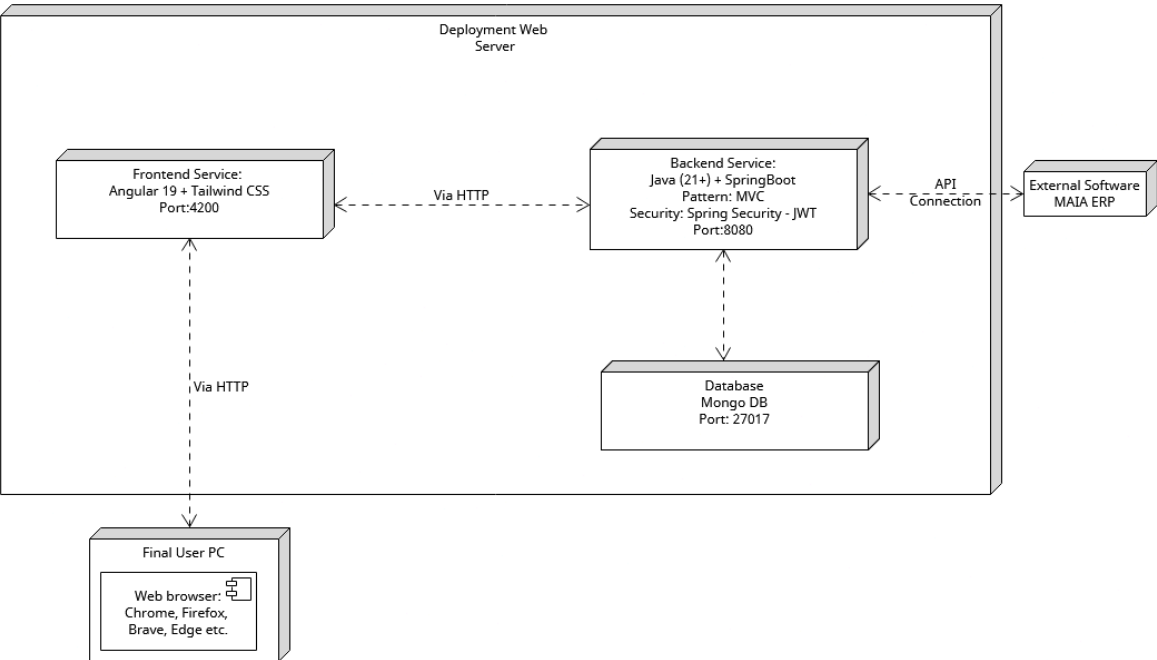 Deployment Web
Server
Frontend Service:
Angular 19 + Tailwind CSS
Port:4200
Via HTTP
Backend Service:
Java (21+) + SpringBoot
Pattern: MVC
Security: Spring Security - JWT
Port:8080
API
Connection
External Software
MAIA ERP
Via HTTP
Database
Mongo DB
Port: 27017
Final User PC
Web browser:
Chrome, Firefox,
Brave, Edge etc.